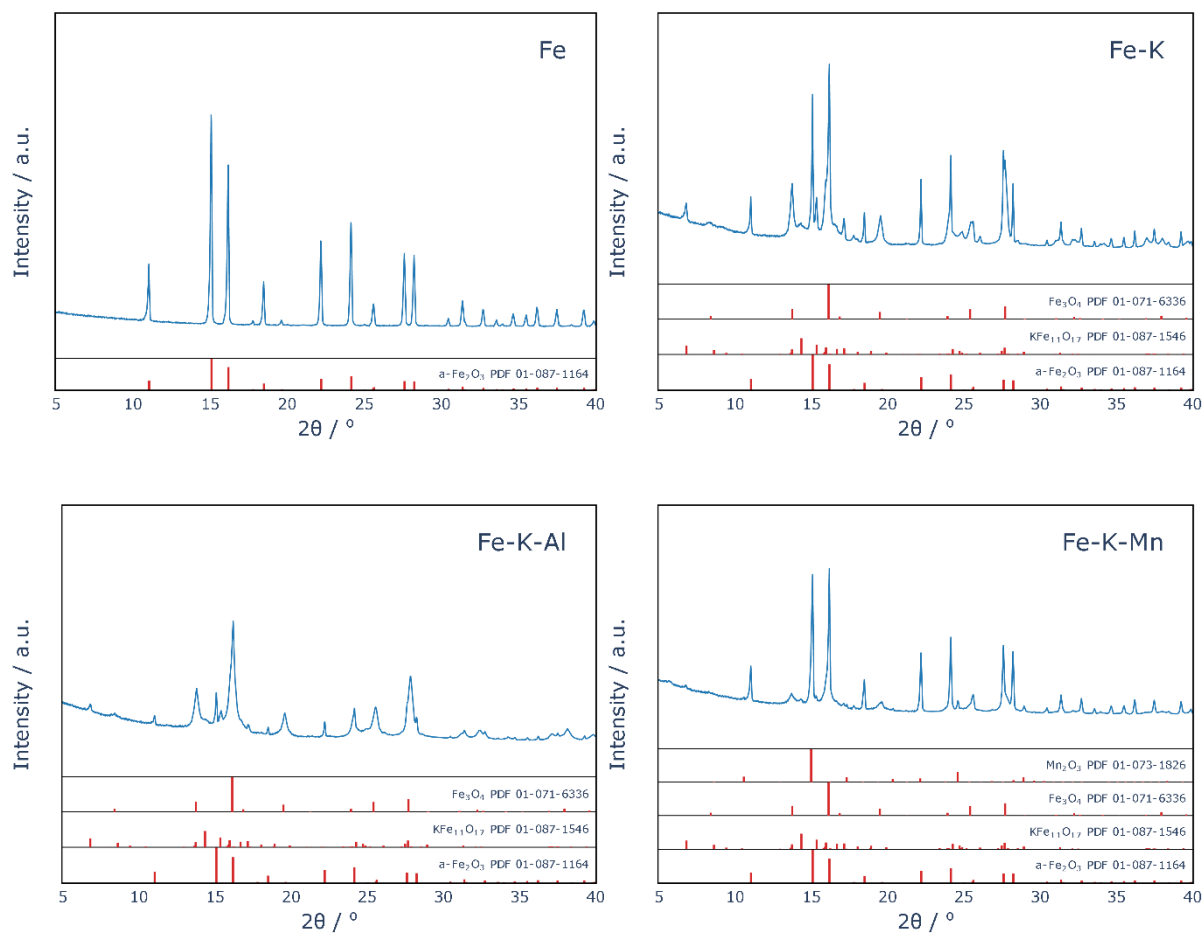 Fe
Intensity / a.u.
a-Fe₂O₃ PDF 01-087-1164
5 10 15 20 25 30 35 40
2θ / °
Fe-K
Intensity / a.u.
Fe₃O₄ PDF 01-071-6336
KFe₁₁O₁₇ PDF 01-087-1546
a-Fe₂O₃ PDF 01-087-1164
5 10 15 20 25 30 35 40
2θ / °
Fe-K-Al
Intensity / a.u.
Fe₃O₄ PDF 01-071-6336
KFe₁₁O₁₇ PDF 01-087-1546
a-Fe₂O₃ PDF 01-087-1164
5 10 15 20 25 30 35 40
2θ / °
Fe-K-Mn
Intensity / a.u.
Mn₂O₃ PDF 01-073-1826
Fe₃O₄ PDF 01-071-6336
KFe₁₁O₁₇ PDF 01-087-1546
a-Fe₂O₃ PDF 01-087-1164
5 10 15 20 25 30 35 40
2θ / °